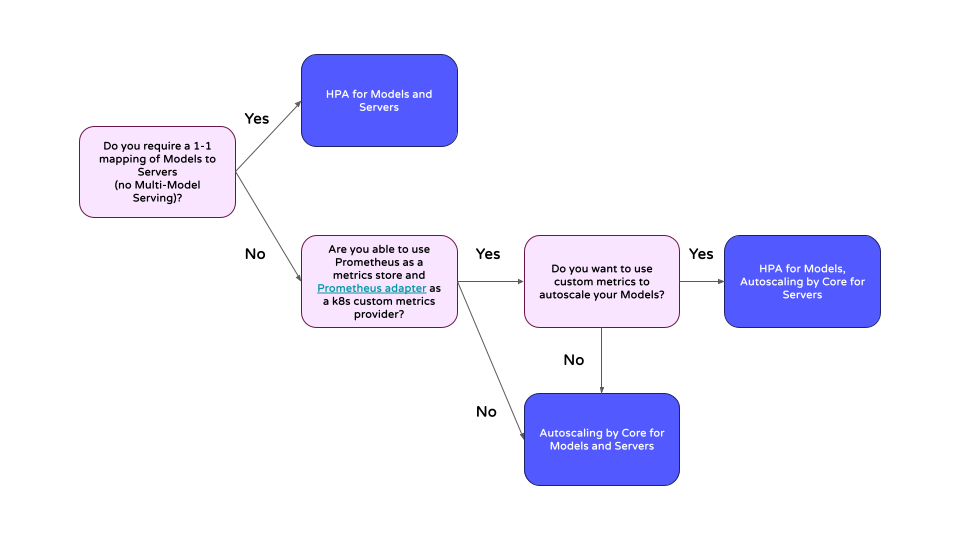 HPA for Models and
Servers
Yes
Do you require a 1-1
mapping of Models to
Servers
(no Multi-Model
Serving)?
No
Are you able to use
Prometheus as a
metrics store and
Prometheus adapter as
a k8s custom metrics
provider?
Yes
Do you want to use
custom metrics to
autoscale your Models?
Yes
HPA for Models,
Autoscaling by Core for
Servers
No
No
Autoscaling by Core for
Models and Servers